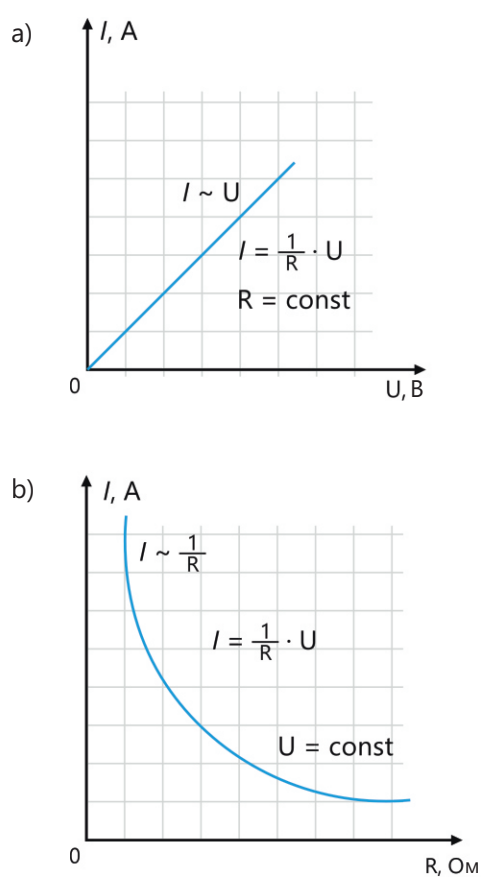 a)
I, А
I ~ U
I = 1/R · U
R = const
0
U, В
b)
I, А
I ~ 1/R
I = 1/R · U
U = const
0
R, Ом